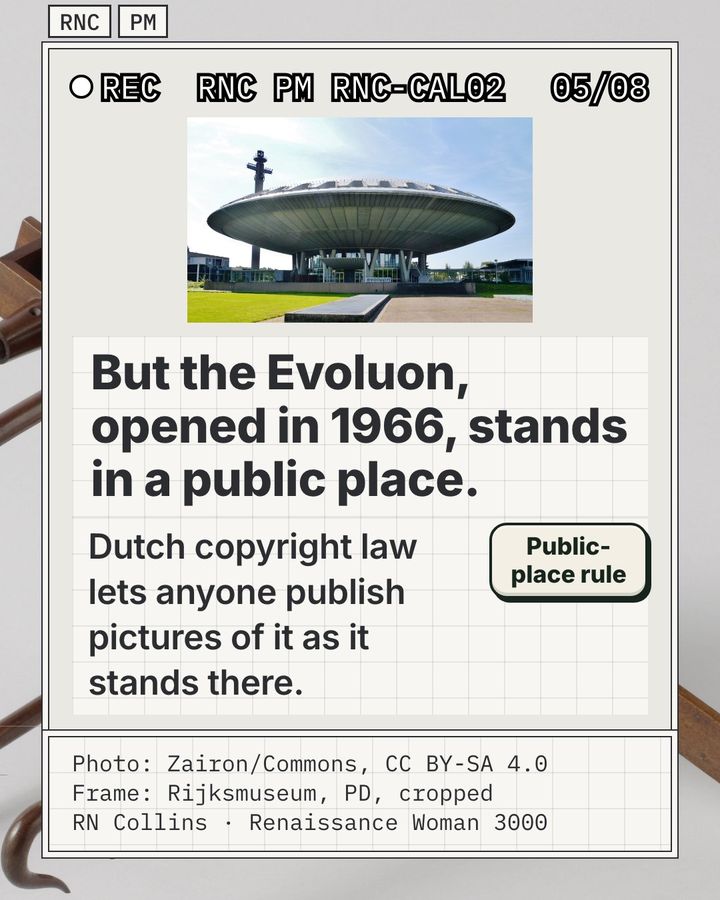 RNC PM
REC RNC PM RNC-CAL02 05/08
But the Evoluon,
opened in 1966, stands
in a public place.
Dutch copyright law
lets anyone publish
pictures of it as it
stands there.
Public-
place rule
Photo: Zairon/Commons, CC BY-SA 4.0
Frame: Rijksmuseum, PD, cropped
RN Collins · Renaissance Woman 3000